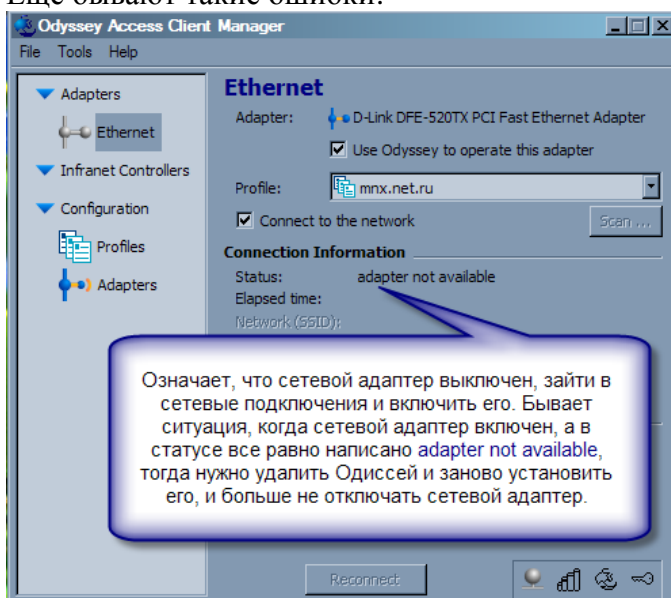 Еще бывают такие ошибки:
Odyssey Access Client Manager
File Tools Help
Adapters
Ethernet
Infranet Controllers
Configuration
Profiles
Adapters
Ethernet
Adapter: D-Link DFE-520TX PCI Fast Ethernet Adapter
Use Odyssey to operate this adapter
Profile: mnx.net.ru
Connect to the network Scan ...
Connection Information
Status: adapter not available
Elapsed time:
Network (SSID):
Означает, что сетевой адаптер выключен, зайти в
сетевые подключения и включить его. Бывает
ситуация, когда сетевой адаптер включен, а в
статусе все равно написано adapter not available,
тогда нужно удалить Одиссей и заново установить
его, и больше не отключать сетевой адаптер.
Reconnect